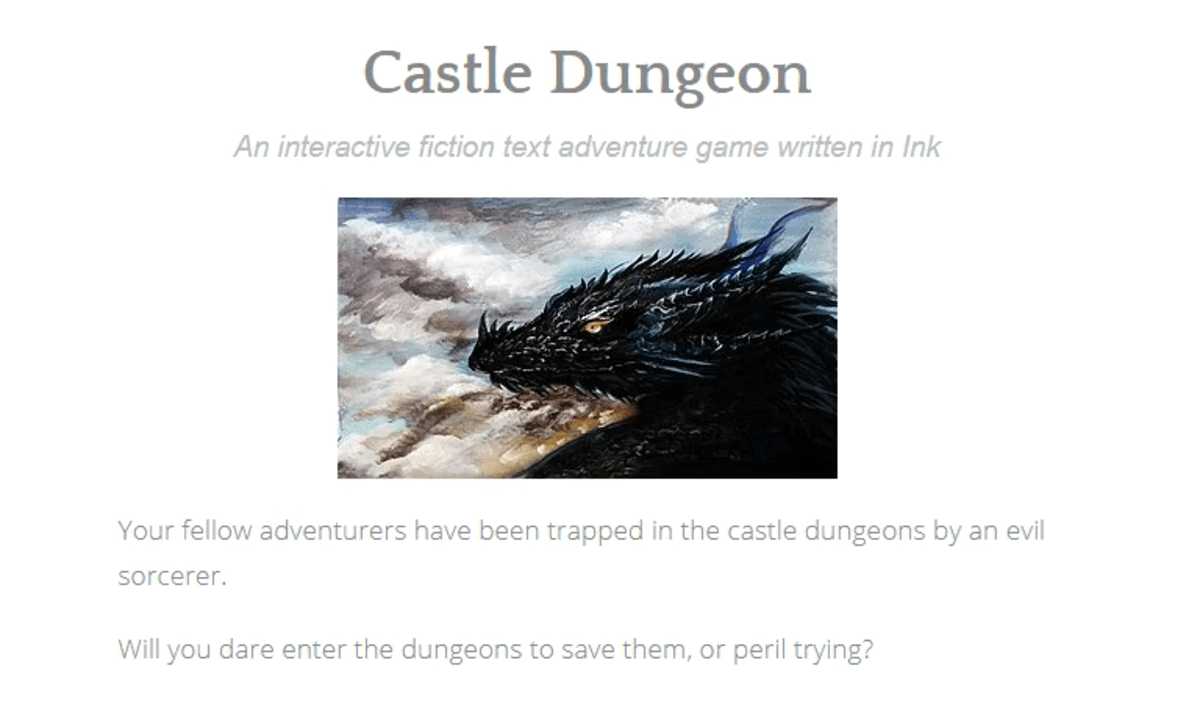 Castle Dungeon
An interactive fiction text adventure game written in Ink
Your fellow adventurers have been trapped in the castle dungeons by an evil
sorcerer.
Will you dare enter the dungeons to save them, or peril trying?